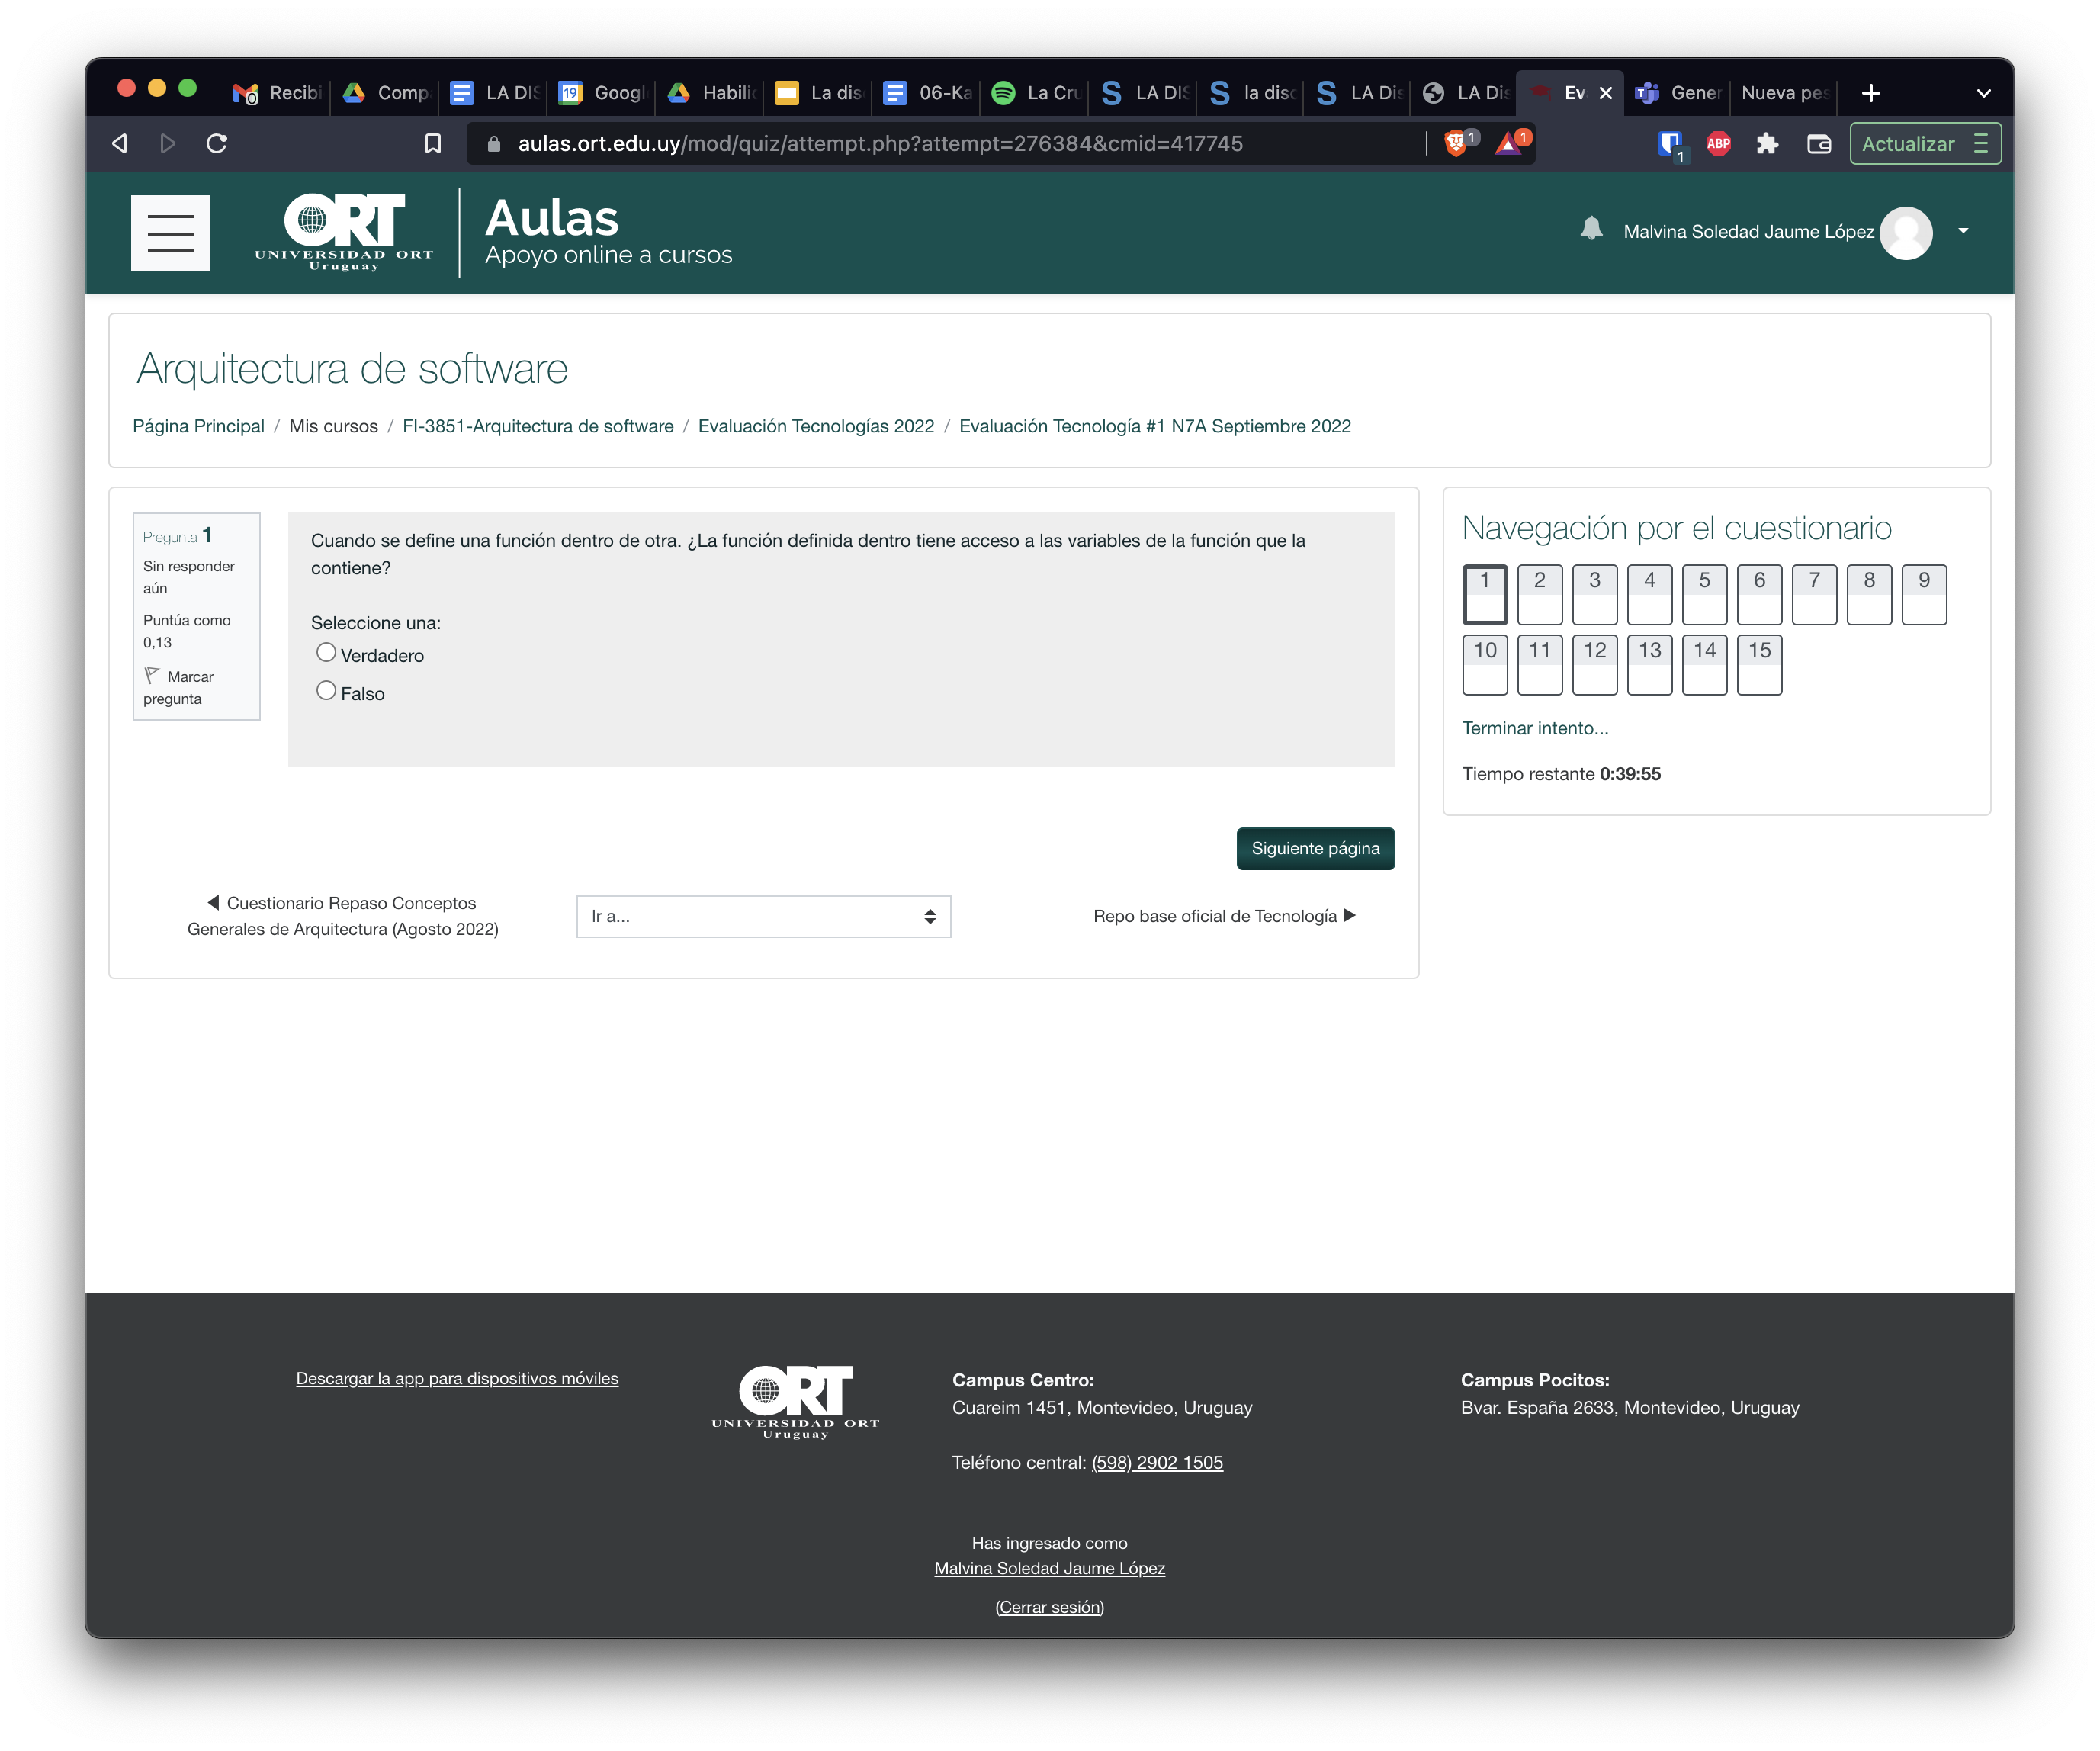 Recibi
Comp
LA DIS
19
Googl
Habili
La dis
06-Ka
La Cru
LA DIS
la disc
LA Dis
LA Dis
Ev
Gener
Nueva pes
aulas.ort.edu.uy/mod/quiz/attempt.php?attempt=276384&cmid=417745
1
1
1
ABP
Actualizar
ORT
UNIVERSIDAD ORT
Uruguay
Aulas
Apoyo online a cursos
Malvina Soledad Jaume López
Arquitectura de software
Página Principal / Mis cursos / FI-3851-Arquitectura de software / Evaluación Tecnologías 2022 / Evaluación Tecnología #1 N7A Septiembre 2022
Pregunta 1
Sin responder
aún
Puntúa como
0,13
Marcar
pregunta
Cuando se define una función dentro de otra. ¿La función definida dentro tiene acceso a las variables de la función que la
contiene?
Seleccione una:
Verdadero
Falso
Siguiente página
◀ Cuestionario Repaso Conceptos
Generales de Arquitectura (Agosto 2022)
Ir a...
Repo base oficial de Tecnología ▶
Navegación por el cuestionario
1 2 3 4 5 6 7 8 9
10 11 12 13 14 15
Terminar intento...
Tiempo restante 0:39:55
Descargar la app para dispositivos móviles
ORT
UNIVERSIDAD ORT
Uruguay
Campus Centro:
Cuareim 1451, Montevideo, Uruguay
Teléfono central: (598) 2902 1505
Campus Pocitos:
Bvar. España 2633, Montevideo, Uruguay
Has ingresado como
Malvina Soledad Jaume López
(Cerrar sesión)